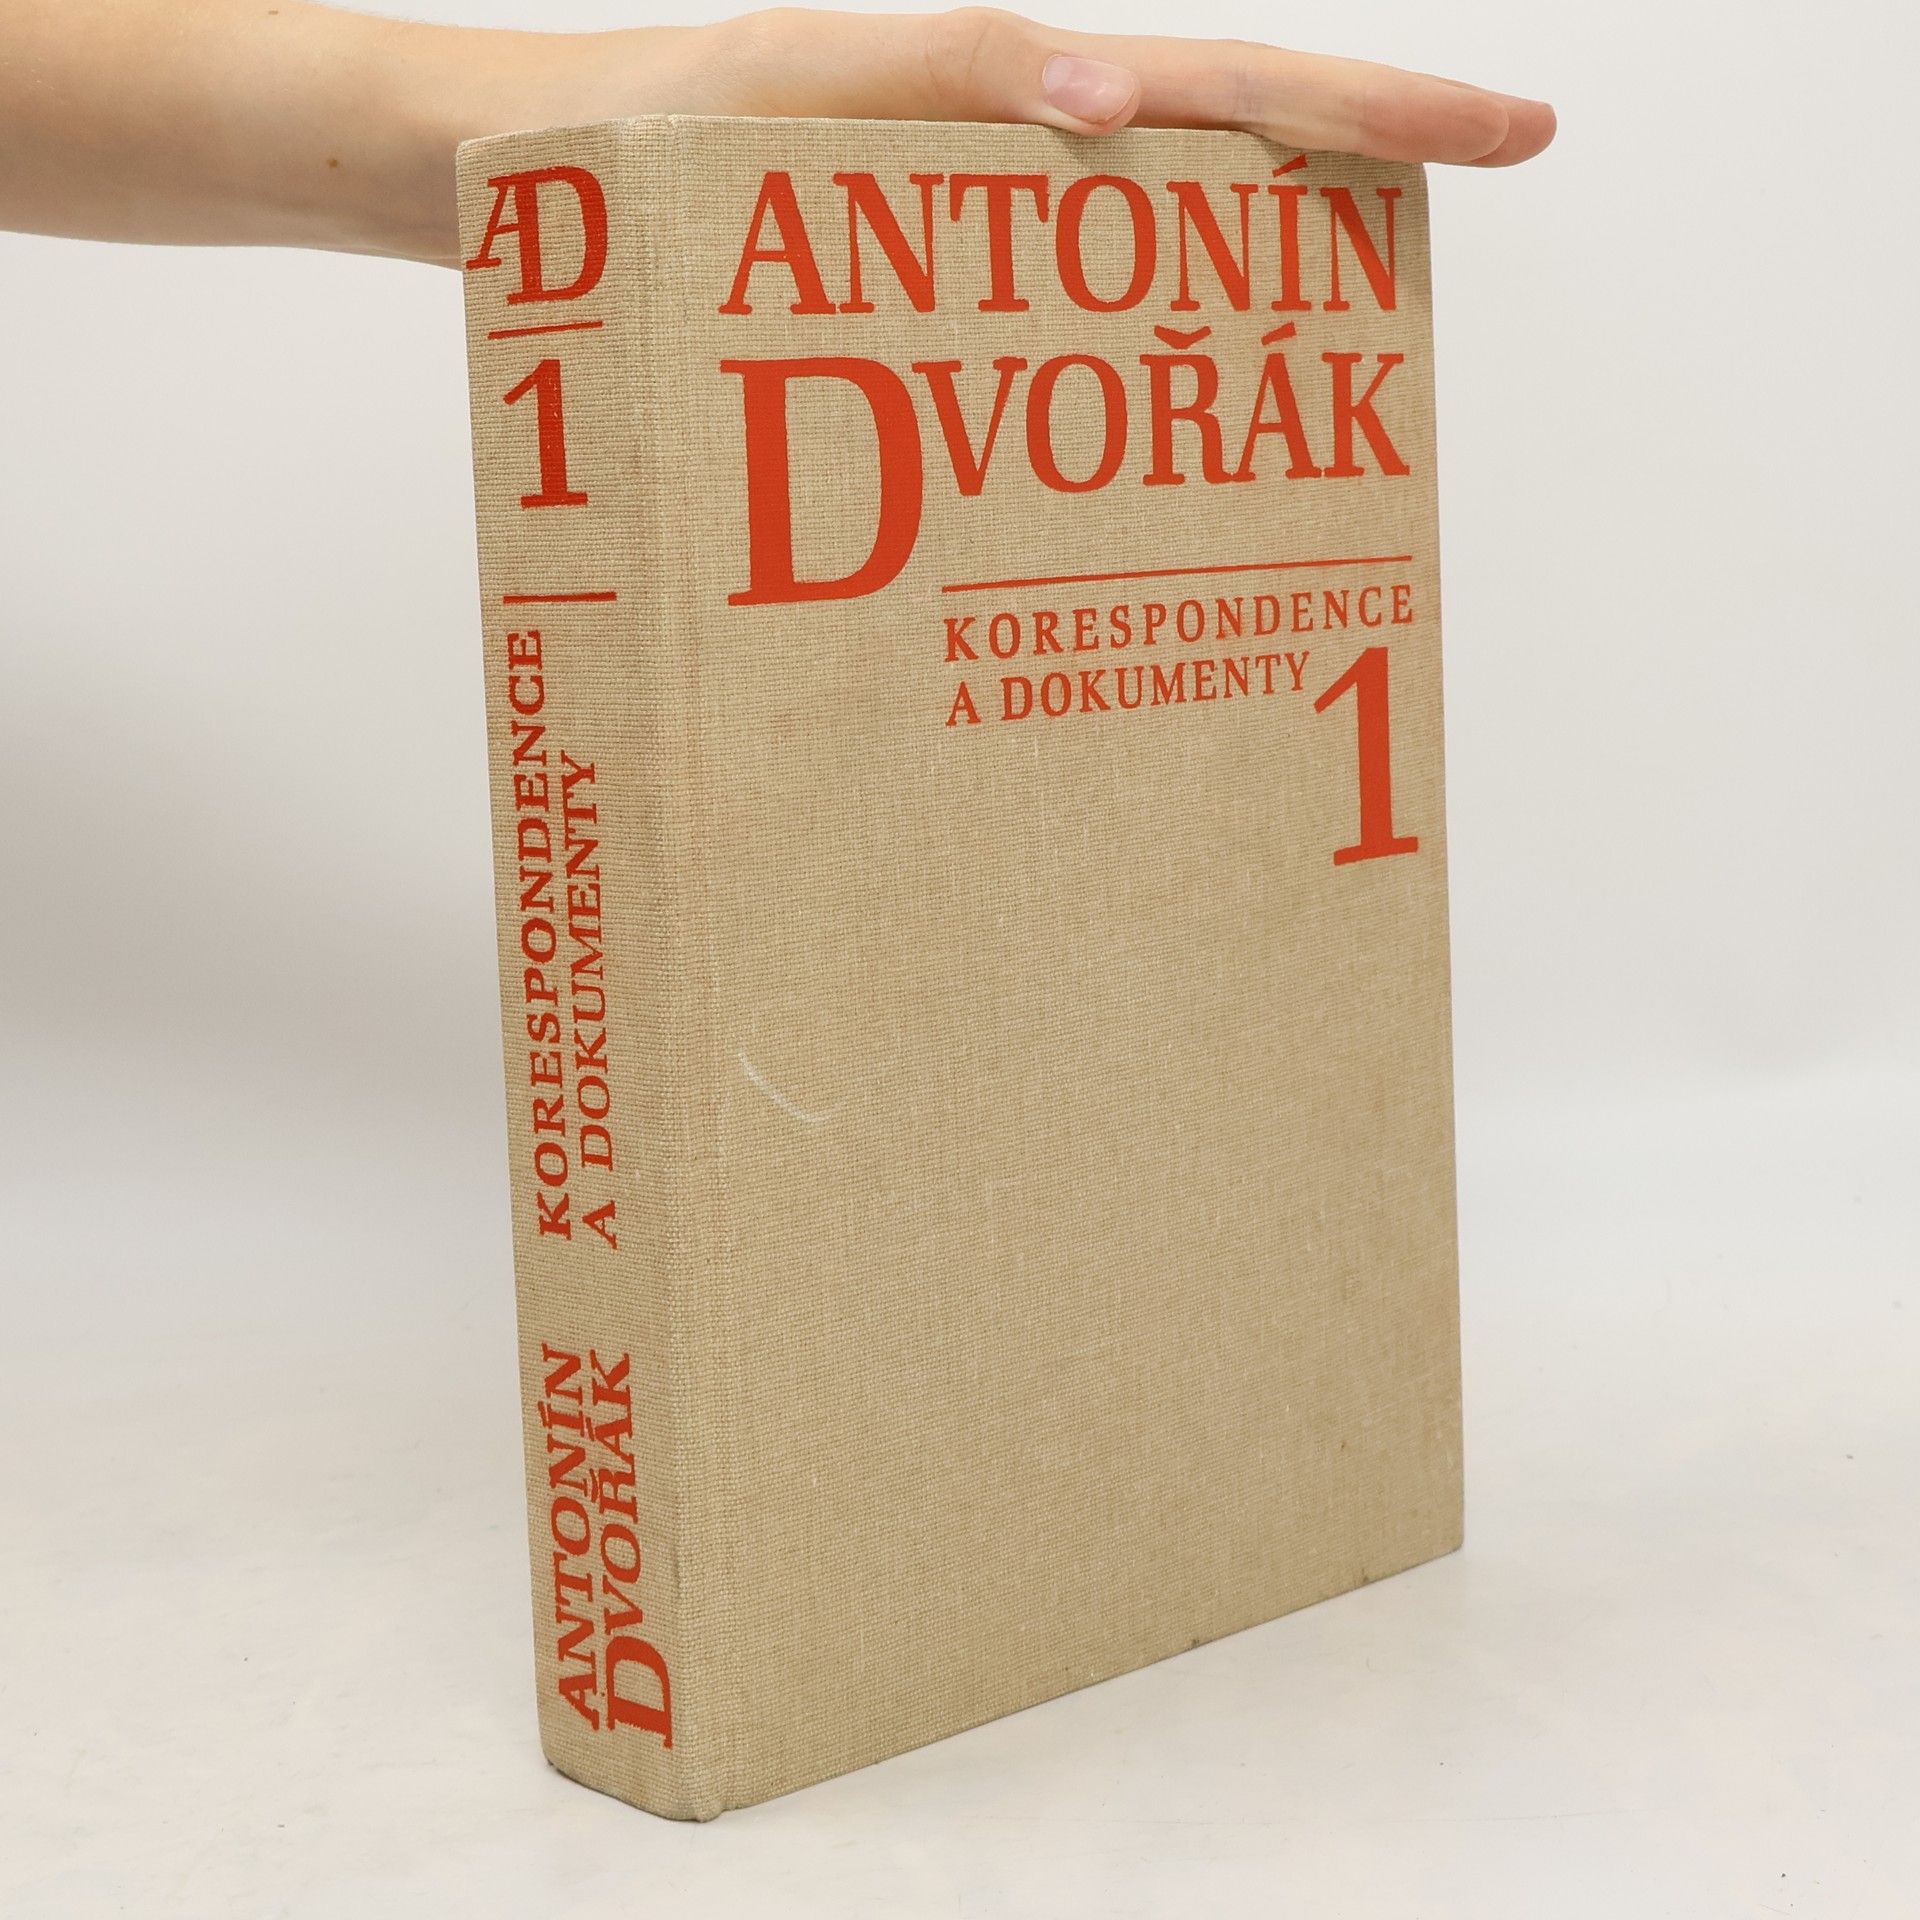 AD
1
KORESPONDENCE
A DOKUMENTY
ANTONÍN
DVOŘÁK
ANTONÍN
DVOŘÁK
KORESPONDENCE
A DOKUMENTY
1